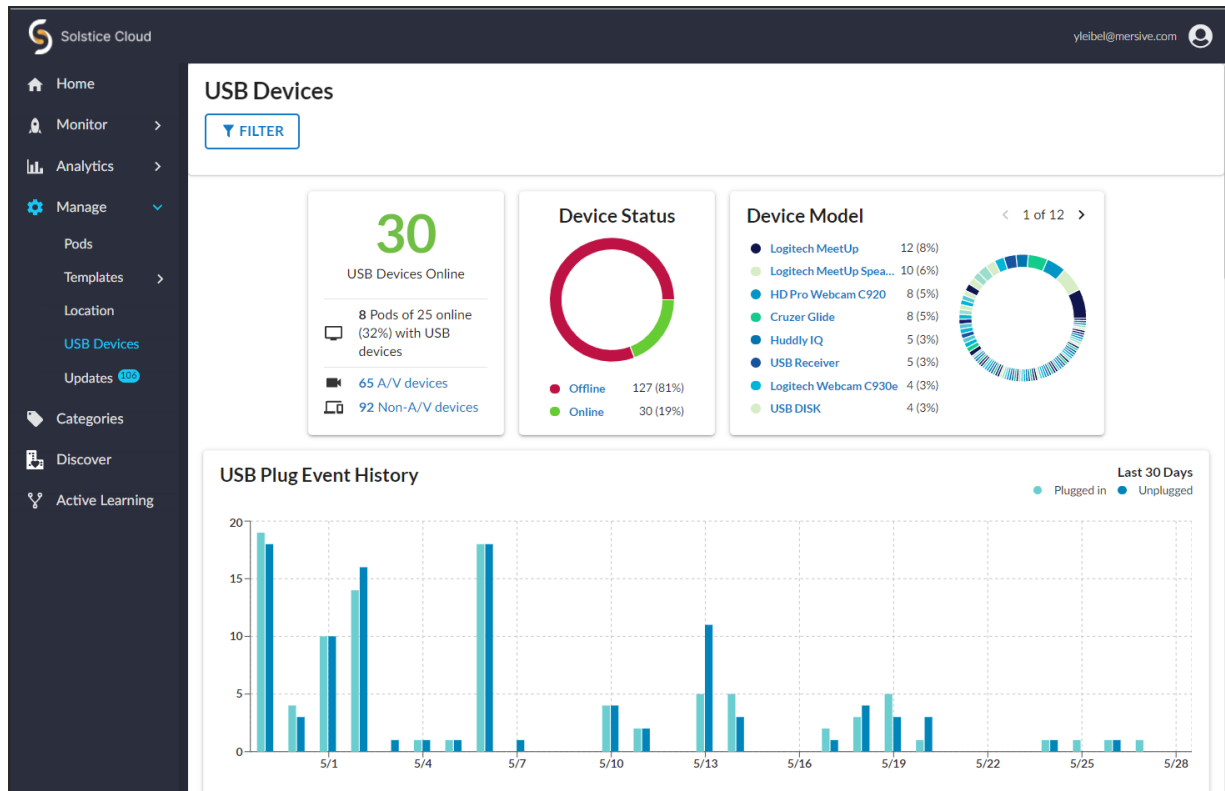 Solstice Cloud
yleibel@mersive.com
Home
Monitor
Analytics
Manage
Pods
Templates
Location
USB Devices
Updates 106
Categories
Discover
Active Learning
USB Devices
FILTER
30
USB Devices Online
8 Pods of 25 online
(32%) with USB
devices
65 A/V devices
92 Non-A/V devices
Device Status
Offline 127 (81%)
Online 30 (19%)
Device Model
1 of 12
Logitech MeetUp 12 (8%)
Logitech MeetUp Spea... 10 (6%)
HD Pro Webcam C920 8 (5%)
Cruzer Glide 8 (5%)
Huddly IQ 5 (3%)
USB Receiver 5 (3%)
Logitech Webcam C930e 4 (3%)
USB DISK 4 (3%)
USB Plug Event History
Last 30 Days
Plugged in Unplugged
20
15
10
5
0
5/1 5/4 5/7 5/10 5/13 5/16 5/19 5/22 5/25 5/28